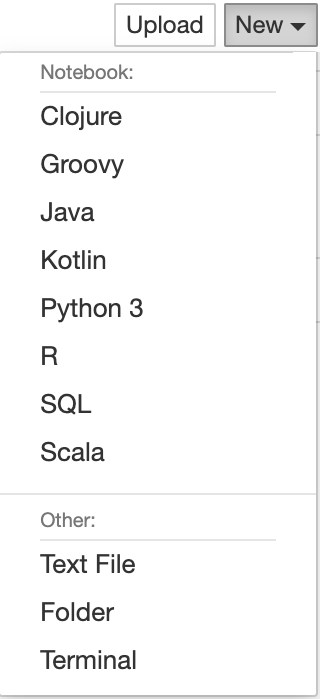 Upload New
Notebook:
Clojure
Groovy
Java
Kotlin
Python 3
R
SQL
Scala
Other:
Text File
Folder
Terminal